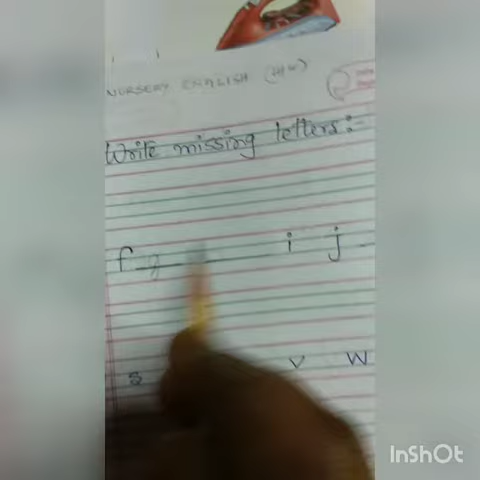 NURSERY ENGLISH (H.W)
Write missing letters:-
f g i j
s v w
InShOt